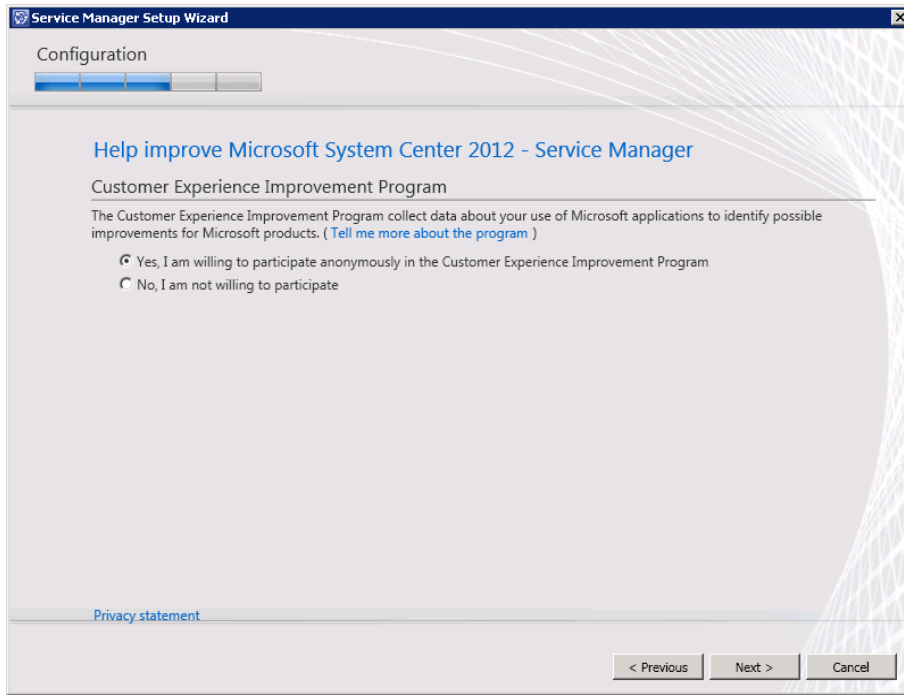 Service Manager Setup Wizard
Configuration
Help improve Microsoft System Center 2012 - Service Manager
Customer Experience Improvement Program
The Customer Experience Improvement Program collect data about your use of Microsoft applications to identify possible
improvements for Microsoft products. ( Tell me more about the program )
Yes, I am willing to participate anonymously in the Customer Experience Improvement Program
No, I am not willing to participate
Privacy statement
< Previous Next > Cancel